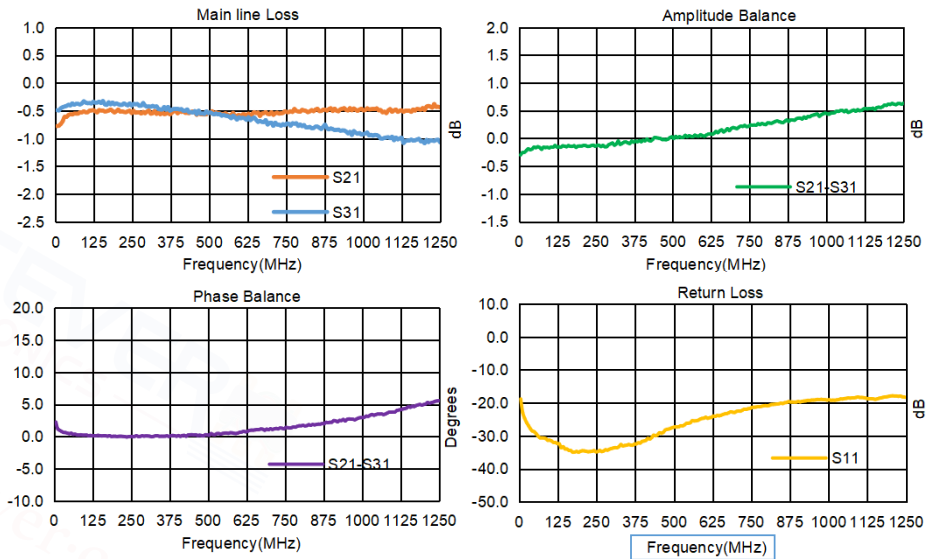 Main line Loss
1.0
0.5
0.0
-0.5
-1.0
-1.5
-2.0
-2.5
dB
S21
S31
0 125 250 375 500 625 750 875 1000 1125 1250
Frequency(MHz)
Amplitude Balance
2.0
1.5
1.0
0.5
0.0
-0.5
-1.0
-1.5
dB
S21-S31
0 125 250 375 500 625 750 875 1000 1125 1250
Frequency(MHz)
Phase Balance
20.0
15.0
10.0
5.0
0.0
-5.0
-10.0
Degrees
S21-S31
0 125 250 375 500 625 750 875 1000 1125 1250
Frequency(MHz)
Return Loss
10.0
0.0
-10.0
-20.0
-30.0
-40.0
-50.0
dB
S11
0 125 250 375 500 625 750 875 1000 1125 1250
Frequency(MHz)